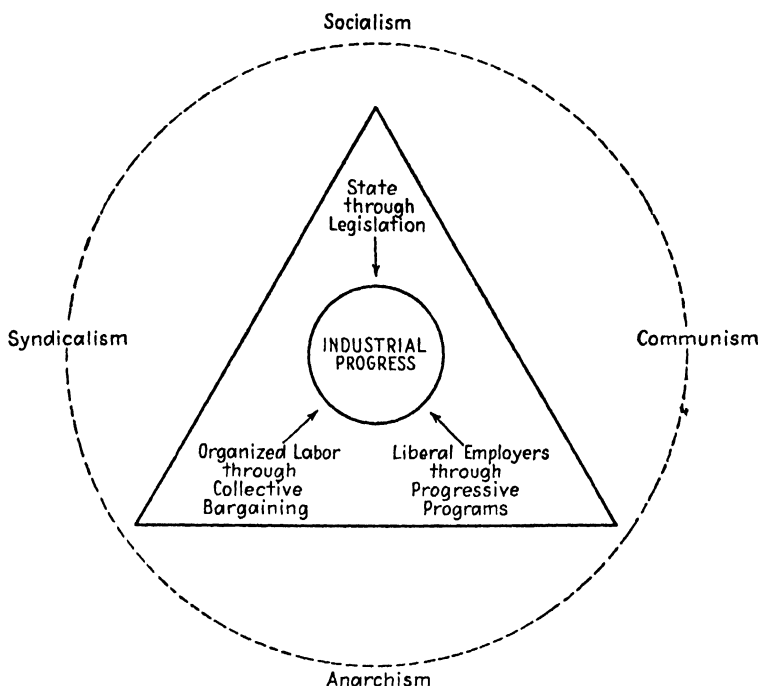 Socialism
State
through
Legislation
Syndicalism
Communism
INDUSTRIAL
PROGRESS
Organized Labor
through
Collective
Bargaining
Liberal Employers
through
Progressive
Programs
Anarchism